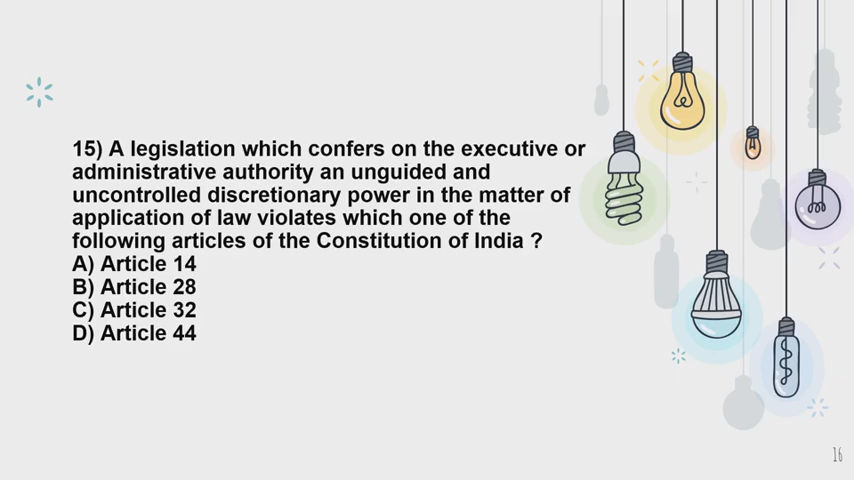 15) A legislation which confers on the executive or
administrative authority an unguided and
uncontrolled discretionary power in the matter of
application of law violates which one of the
following articles of the Constitution of India ?
A) Article 14
B) Article 28
C) Article 32
D) Article 44
16